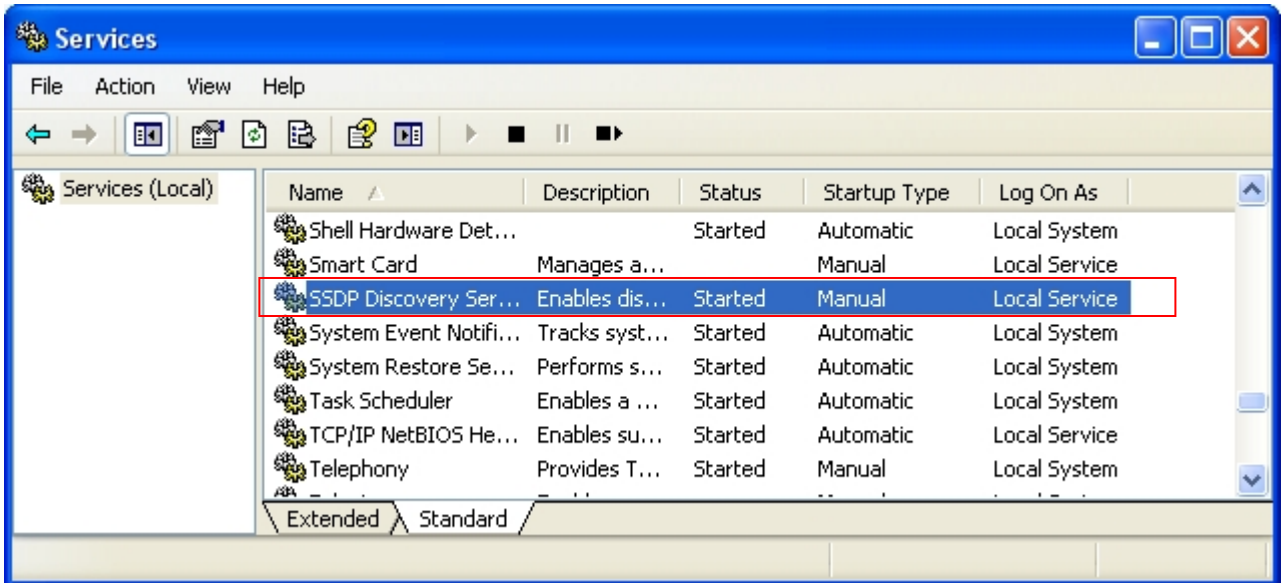 Services
File Action View Help
Services (Local)
Name Description Status Startup Type Log On As
Shell Hardware Det... Started Automatic Local System
Smart Card Manages a... Manual Local Service
SSDP Discovery Ser... Enables dis... Started Manual Local Service
System Event Notifi... Tracks syst... Started Automatic Local System
System Restore Se... Performs s... Started Automatic Local System
Task Scheduler Enables a ... Started Automatic Local System
TCP/IP NetBIOS He... Enables su... Started Automatic Local Service
Telephony Provides T... Started Manual Local System
Extended Standard